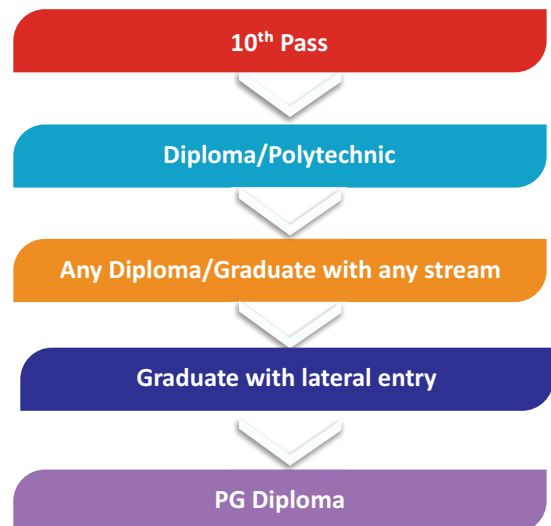 10th Pass
Diploma/Polytechnic
Any Diploma/Graduate with any stream
Graduate with lateral entry
PG Diploma